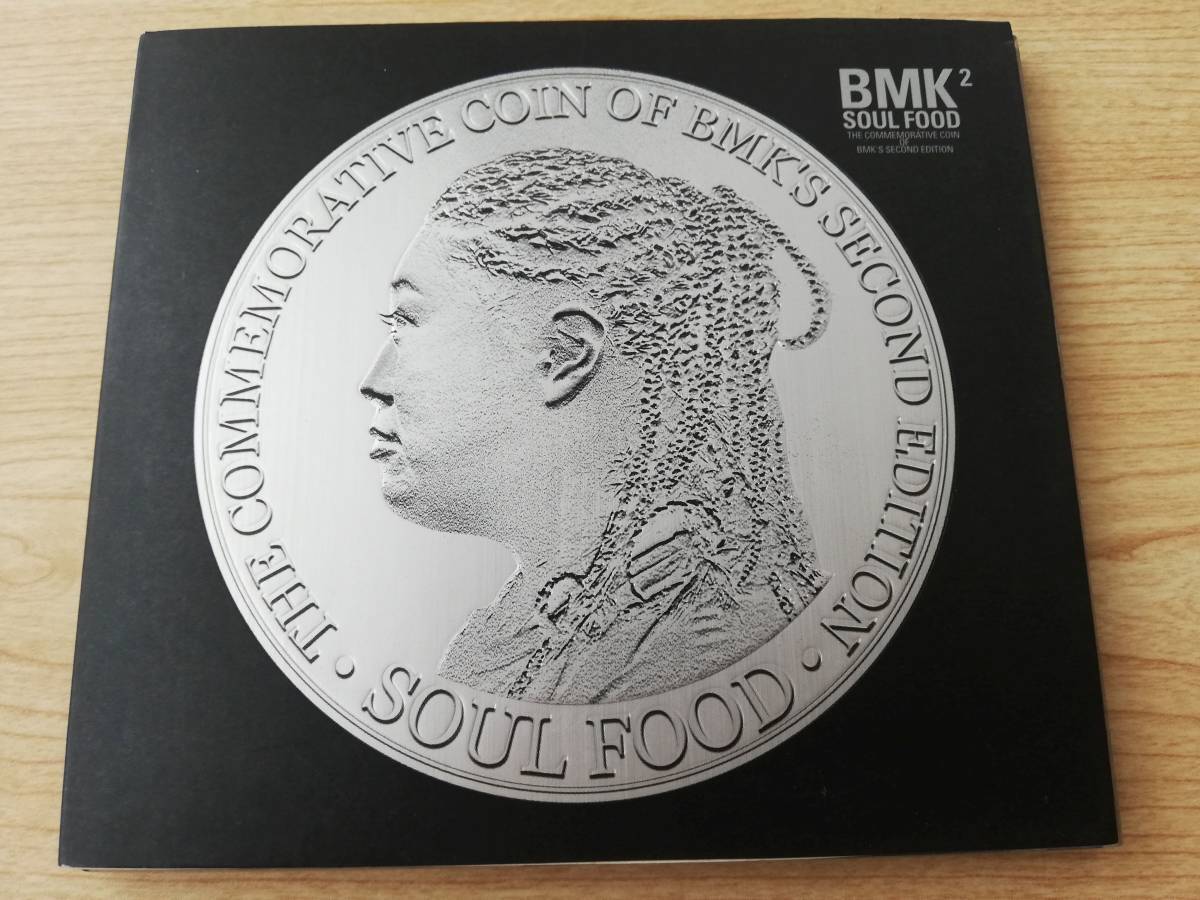 BMK²
SOUL FOOD
THE COMMEMORATIVE COIN
OF
BMK'S SECOND EDITION
THE COMMEMORATIVE COIN OF BMK'S SECOND EDITION
• SOUL FOOD •